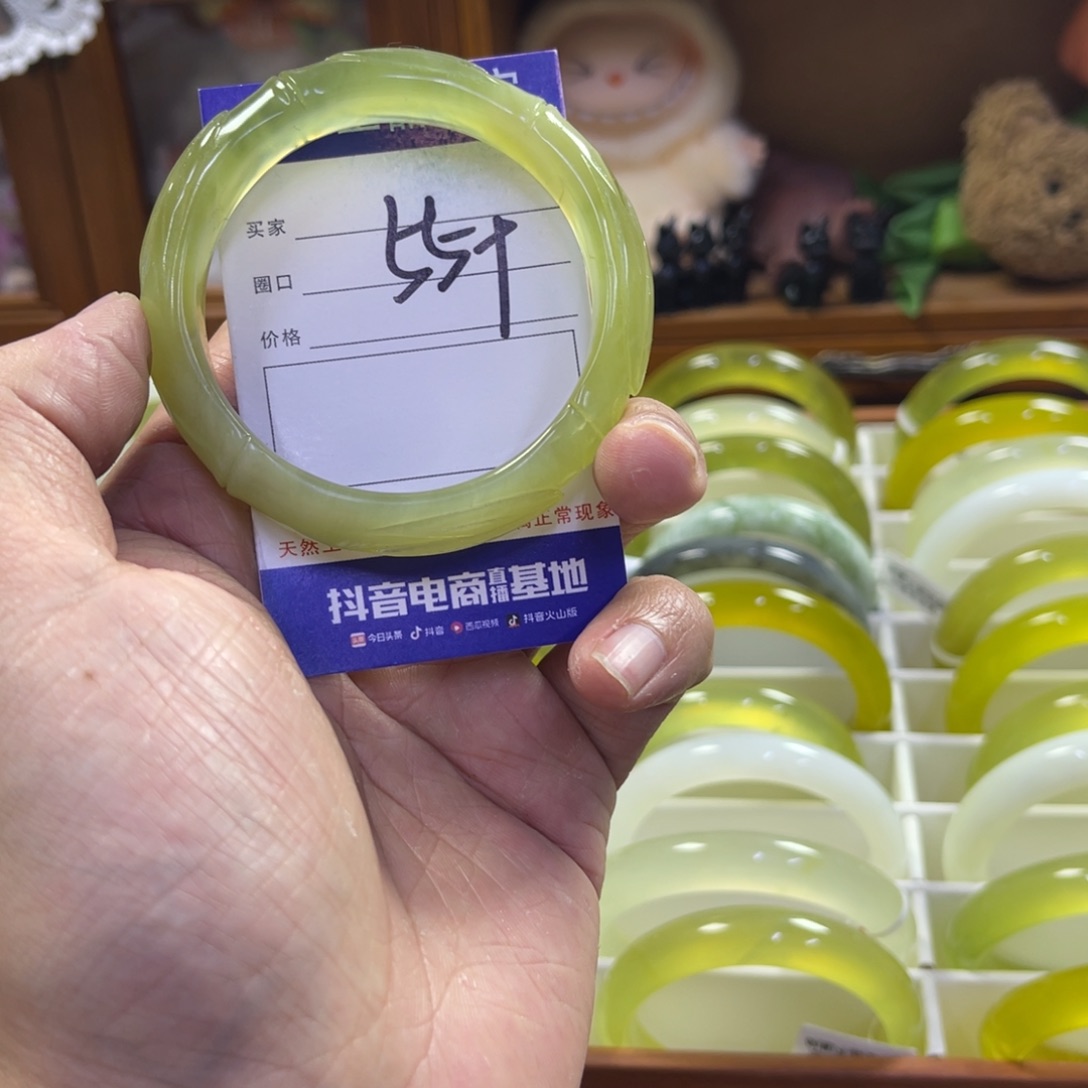 买家
55+
圈口
价格
天然
正常现象
抖音电商直播基地
今日头条 抖音 西瓜视频 抖音火山版